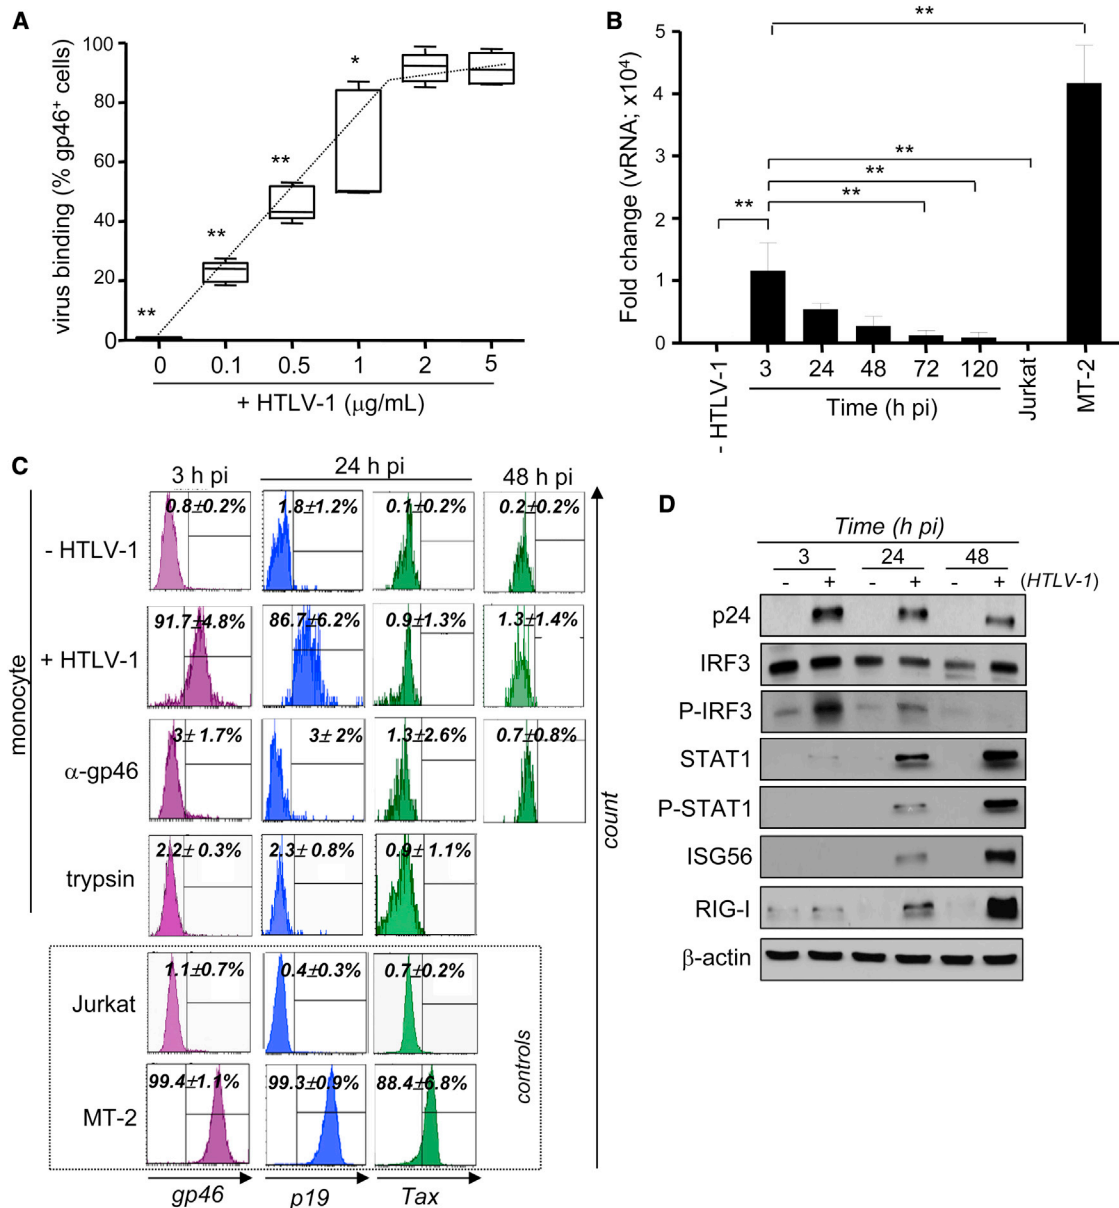 A
virus binding (% gp46+ cells)
100
80
60
40
20
0
**
**
**
*
0 0.1 0.5 1 2 5
+ HTLV-1 (μg/mL)
B
Fold change (vRNA; x10⁴)
5
4
3
2
1
0
**
**
**
**
**
- HTLV-1 3 24 48 72 120 Jurkat MT-2
Time (h pi)
C
3 h pi 24 h pi 48 h pi
monocyte
- HTLV-1 0.8±0.2% 1.8±1.2% 0.1±0.2% 0.2±0.2%
+ HTLV-1 91.7±4.8% 86.7±6.2% 0.9±1.3% 1.3±1.4%
α-gp46 3± 1.7% 3± 2% 1.3±2.6% 0.7±0.8%
trypsin 2.2± 0.3% 2.3± 0.8% 0.9± 1.1%
Jurkat 1.1±0.7% 0.4±0.3% 0.7±0.2%
MT-2 99.4±1.1% 99.3±0.9% 88.4±6.8%
controls
count
gp46 p19 Tax
D
Time (h pi)
3 24 48
- + - + - + (HTLV-1)
p24
IRF3
P-IRF3
STAT1
P-STAT1
ISG56
RIG-I
β-actin